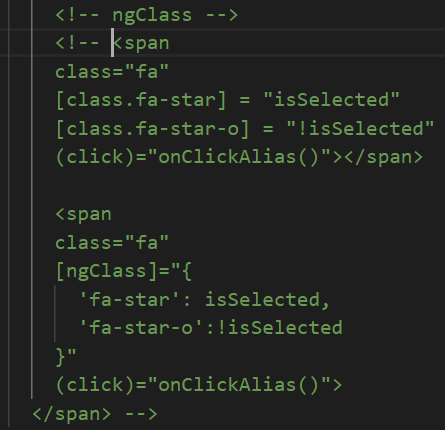 <!-- ngClass -->
<!-- <span
class="fa"
[class.fa-star] = "isSelected"
[class.fa-star-o] = "!isSelected"
(click)="onClickAlias()"></span>
<span
class="fa"
[ngClass]="{
'fa-star': isSelected,
'fa-star-o':!isSelected
}"
(click)="onClickAlias()">
</span> -->